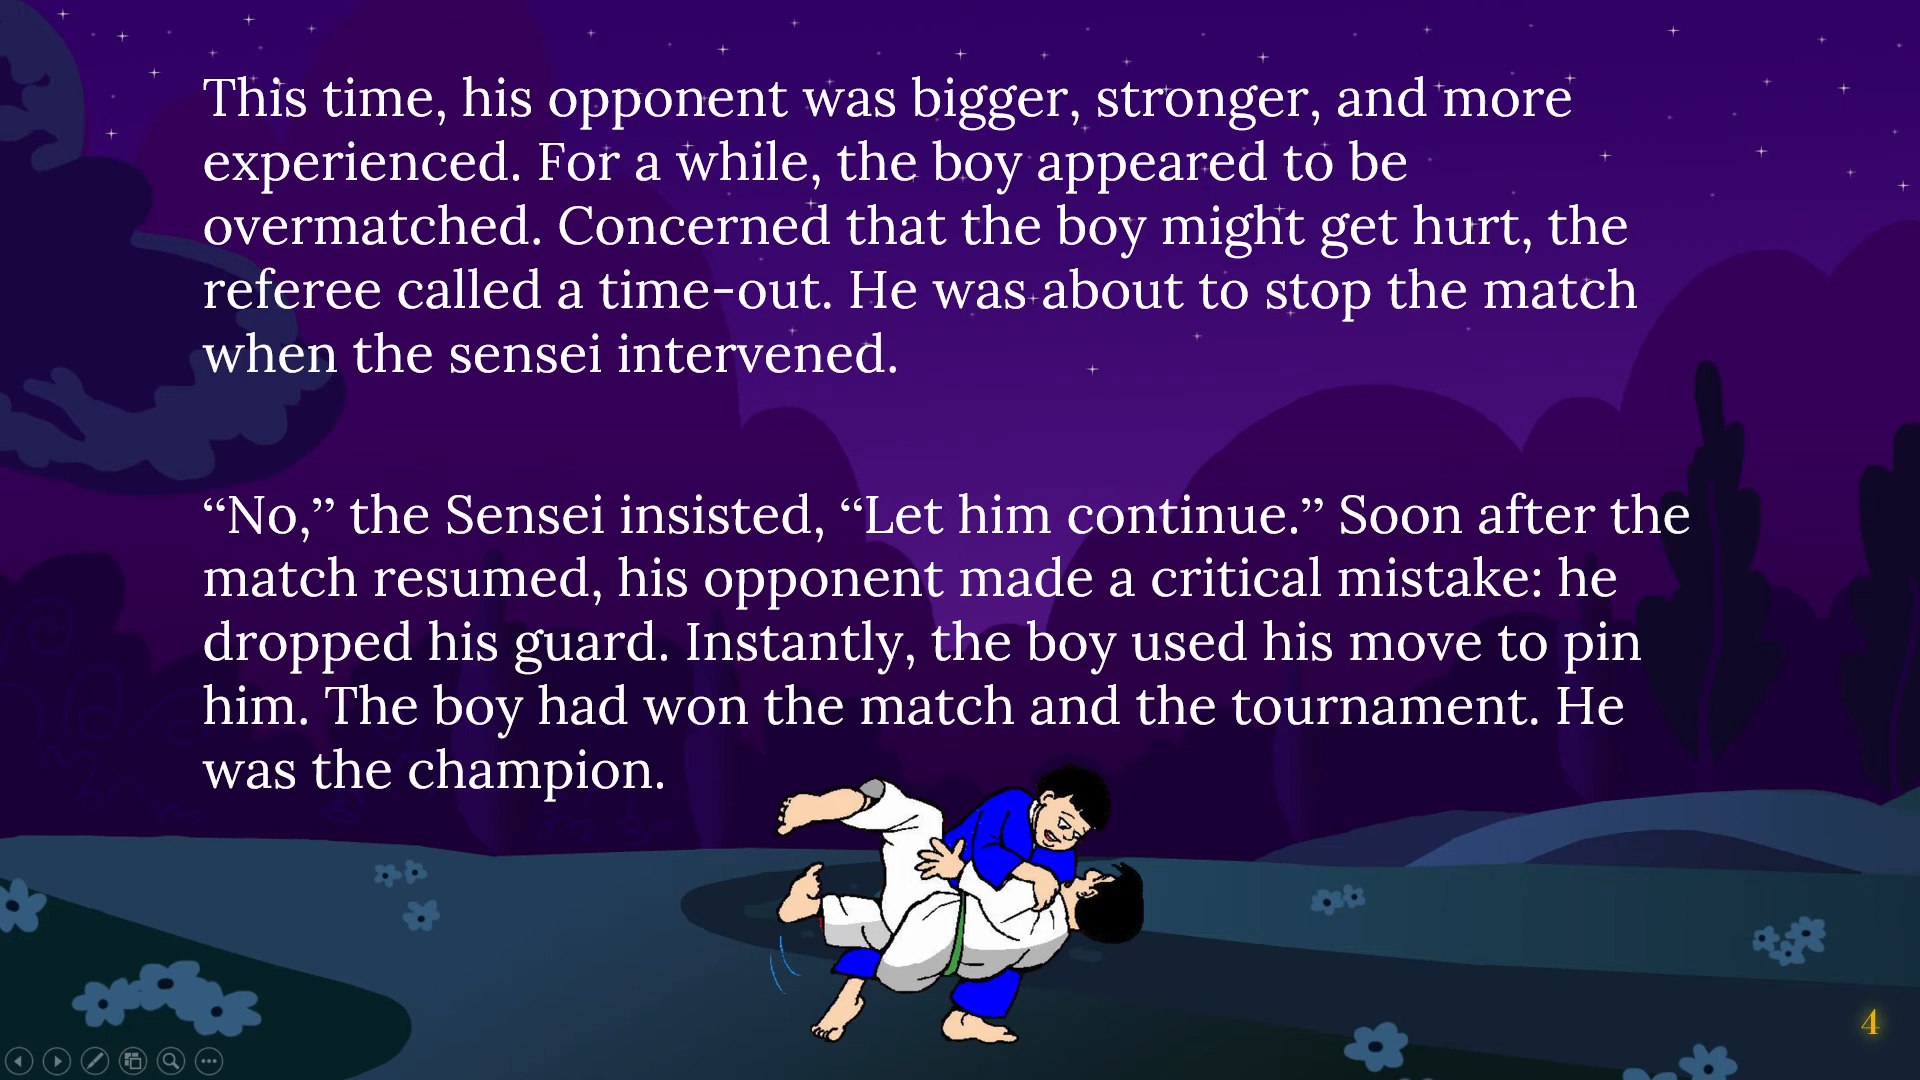 This time, his opponent was bigger, stronger, and more
experienced. For a while, the boy appeared to be
overmatched. Concerned that the boy might get hurt, the
referee called a time-out. He was about to stop the match
when the sensei intervened.
“No,” the Sensei insisted, “Let him continue.” Soon after the
match resumed, his opponent made a critical mistake: he
dropped his guard. Instantly, the boy used his move to pin
him. The boy had won the match and the tournament. He
was the champion.
4